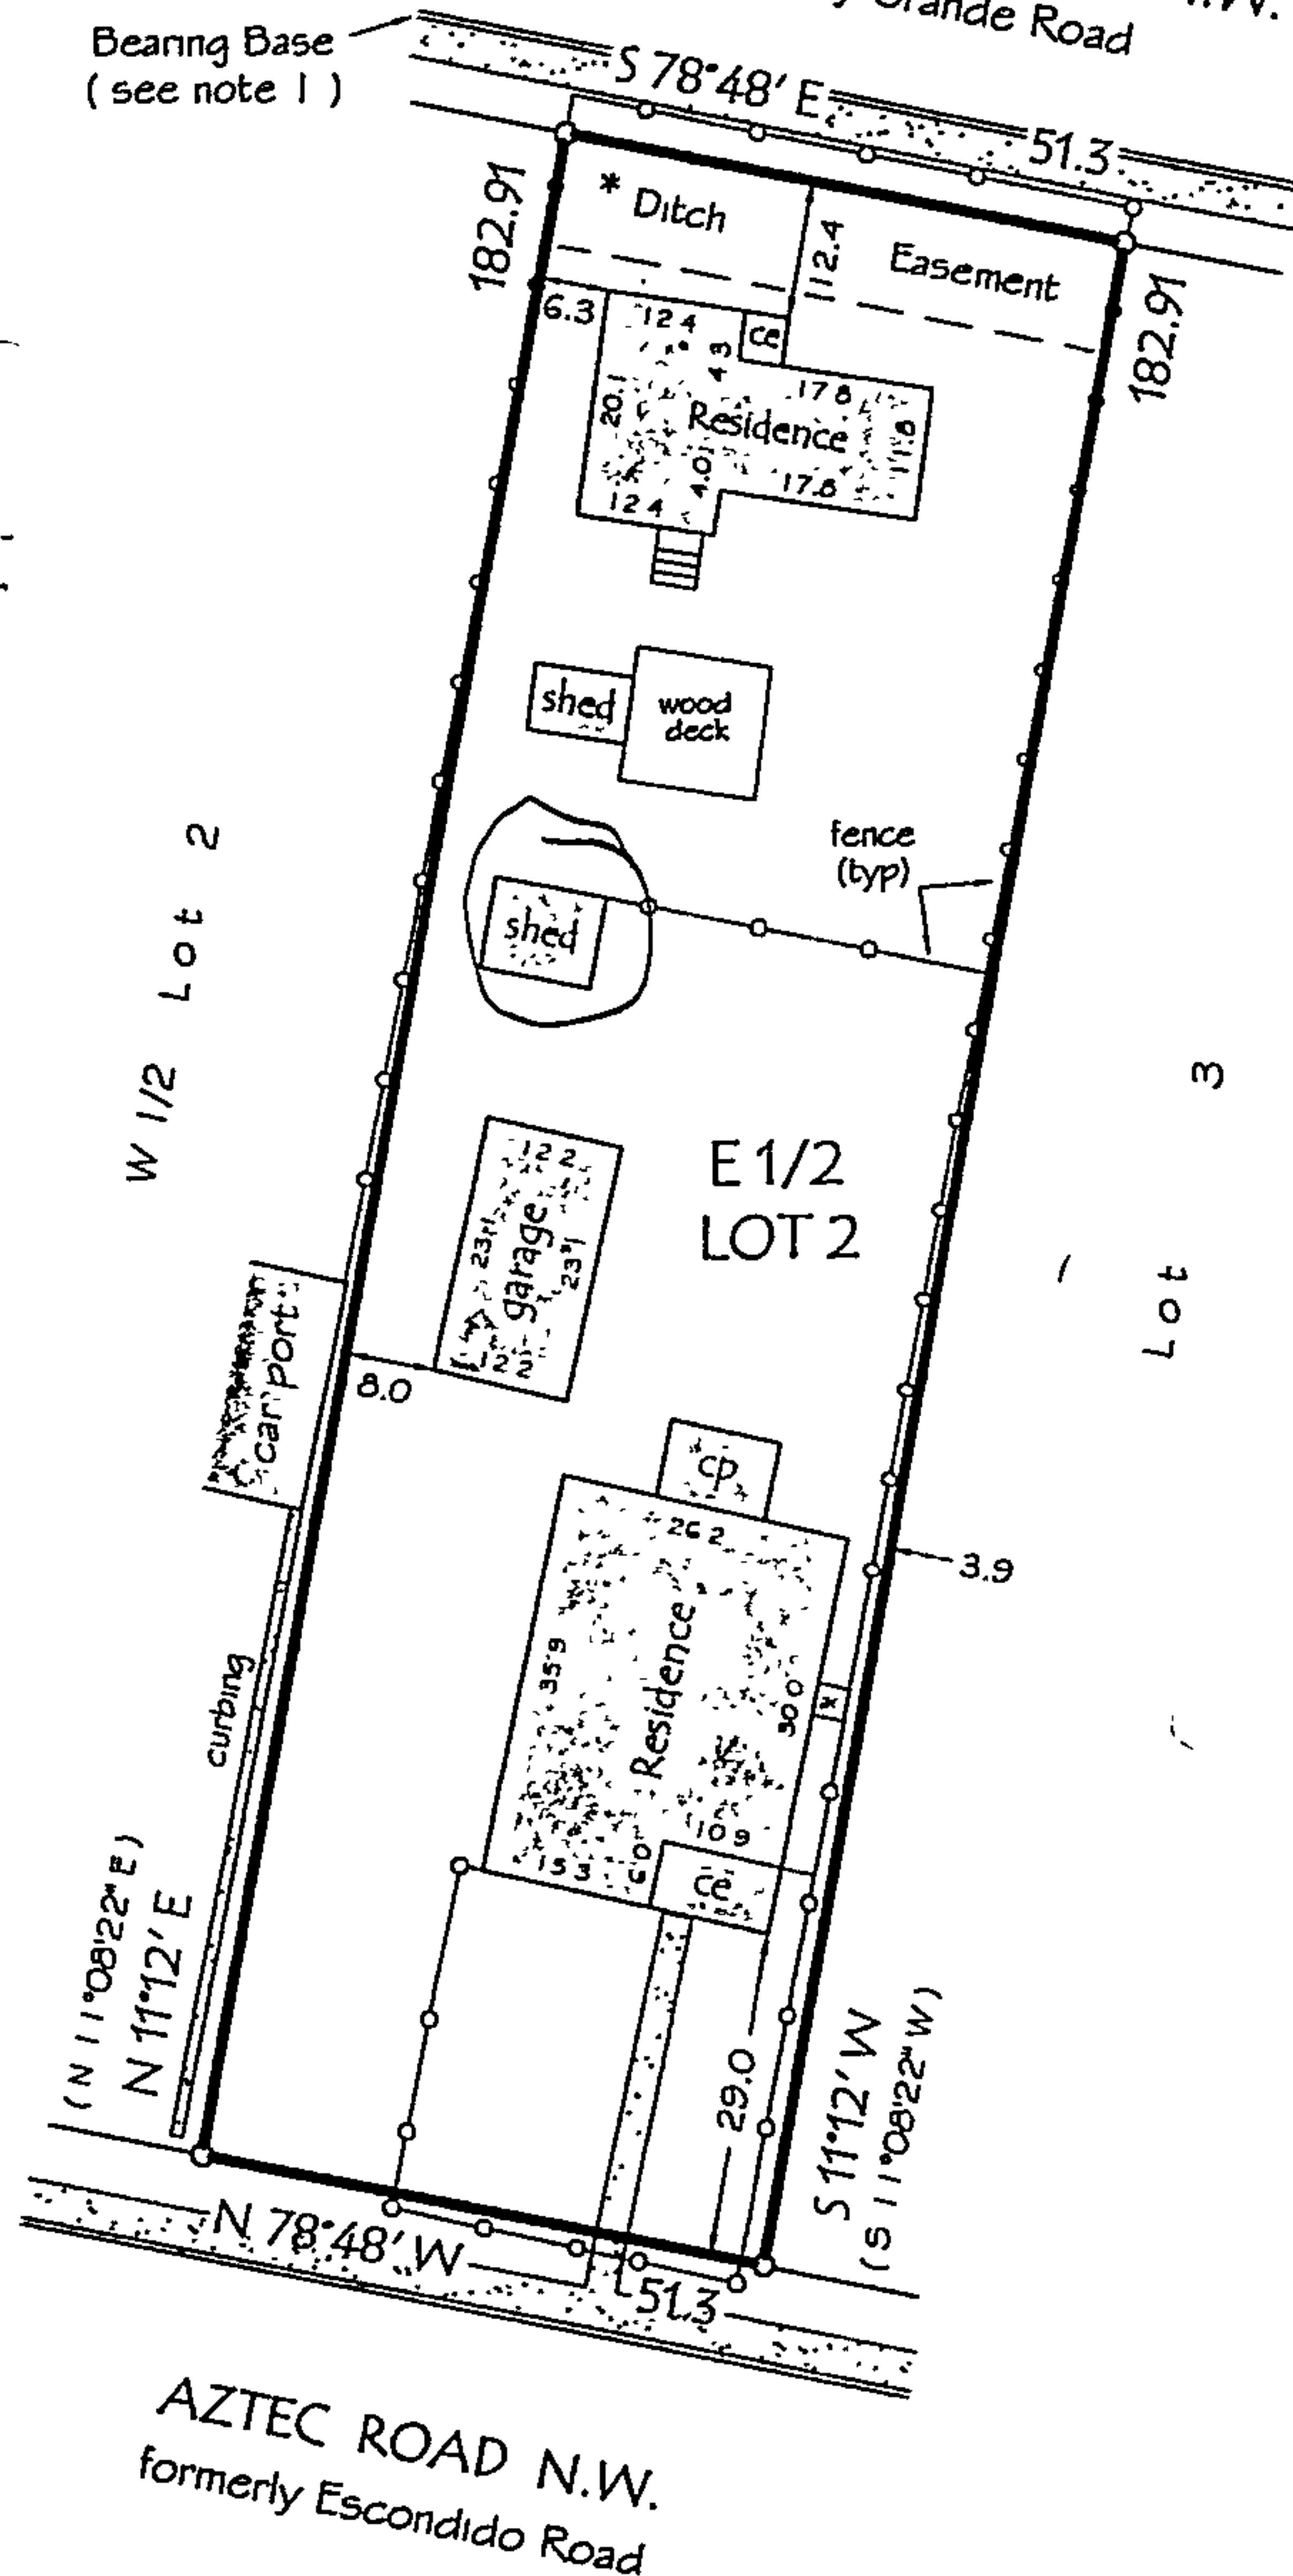 Grande Road
Bearing Base
( see note 1 )
S 78°48' E
51.3
182.91
* Ditch
Easement
112.4
182.91
6.3
12 4
ce
4 3
17 8
20.1
Residence
11.8
4.0
17.8
12 4
shed
wood
deck
fence
(typ)
shed
W 1/2 Lot 2
Lot 3
E 1/2
LOT 2
12 2
23.1
garage
23.1
12 2
8.0
carport
cp
26 2
3.9
35.9
Residence
30 0
x
curbing
10 9
15 3
6 0
ce
(N 11°08'22" E)
N 11°12' E
29.0
S 11°12' W
(S 11°08'22" W)
N 78°48' W
51.3
AZTEC ROAD N.W.
formerly Escondido Road